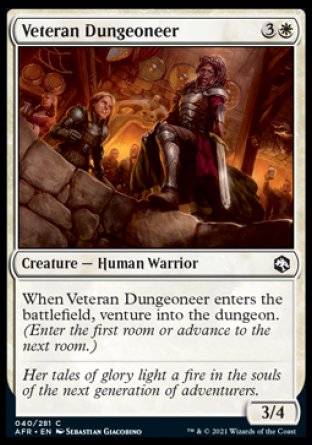 Veteran Dungeoneer 3
Creature — Human Warrior
When Veteran Dungeoneer enters the
battlefield, venture into the dungeon.
(Enter the first room or advance to the
next room.)
Her tales of glory light a fire in the souls
of the next generation of adventurers.
3/4
040/281 C
AFR • EN Sebastian Giacobino
™ & © 2021 Wizards of the Coast